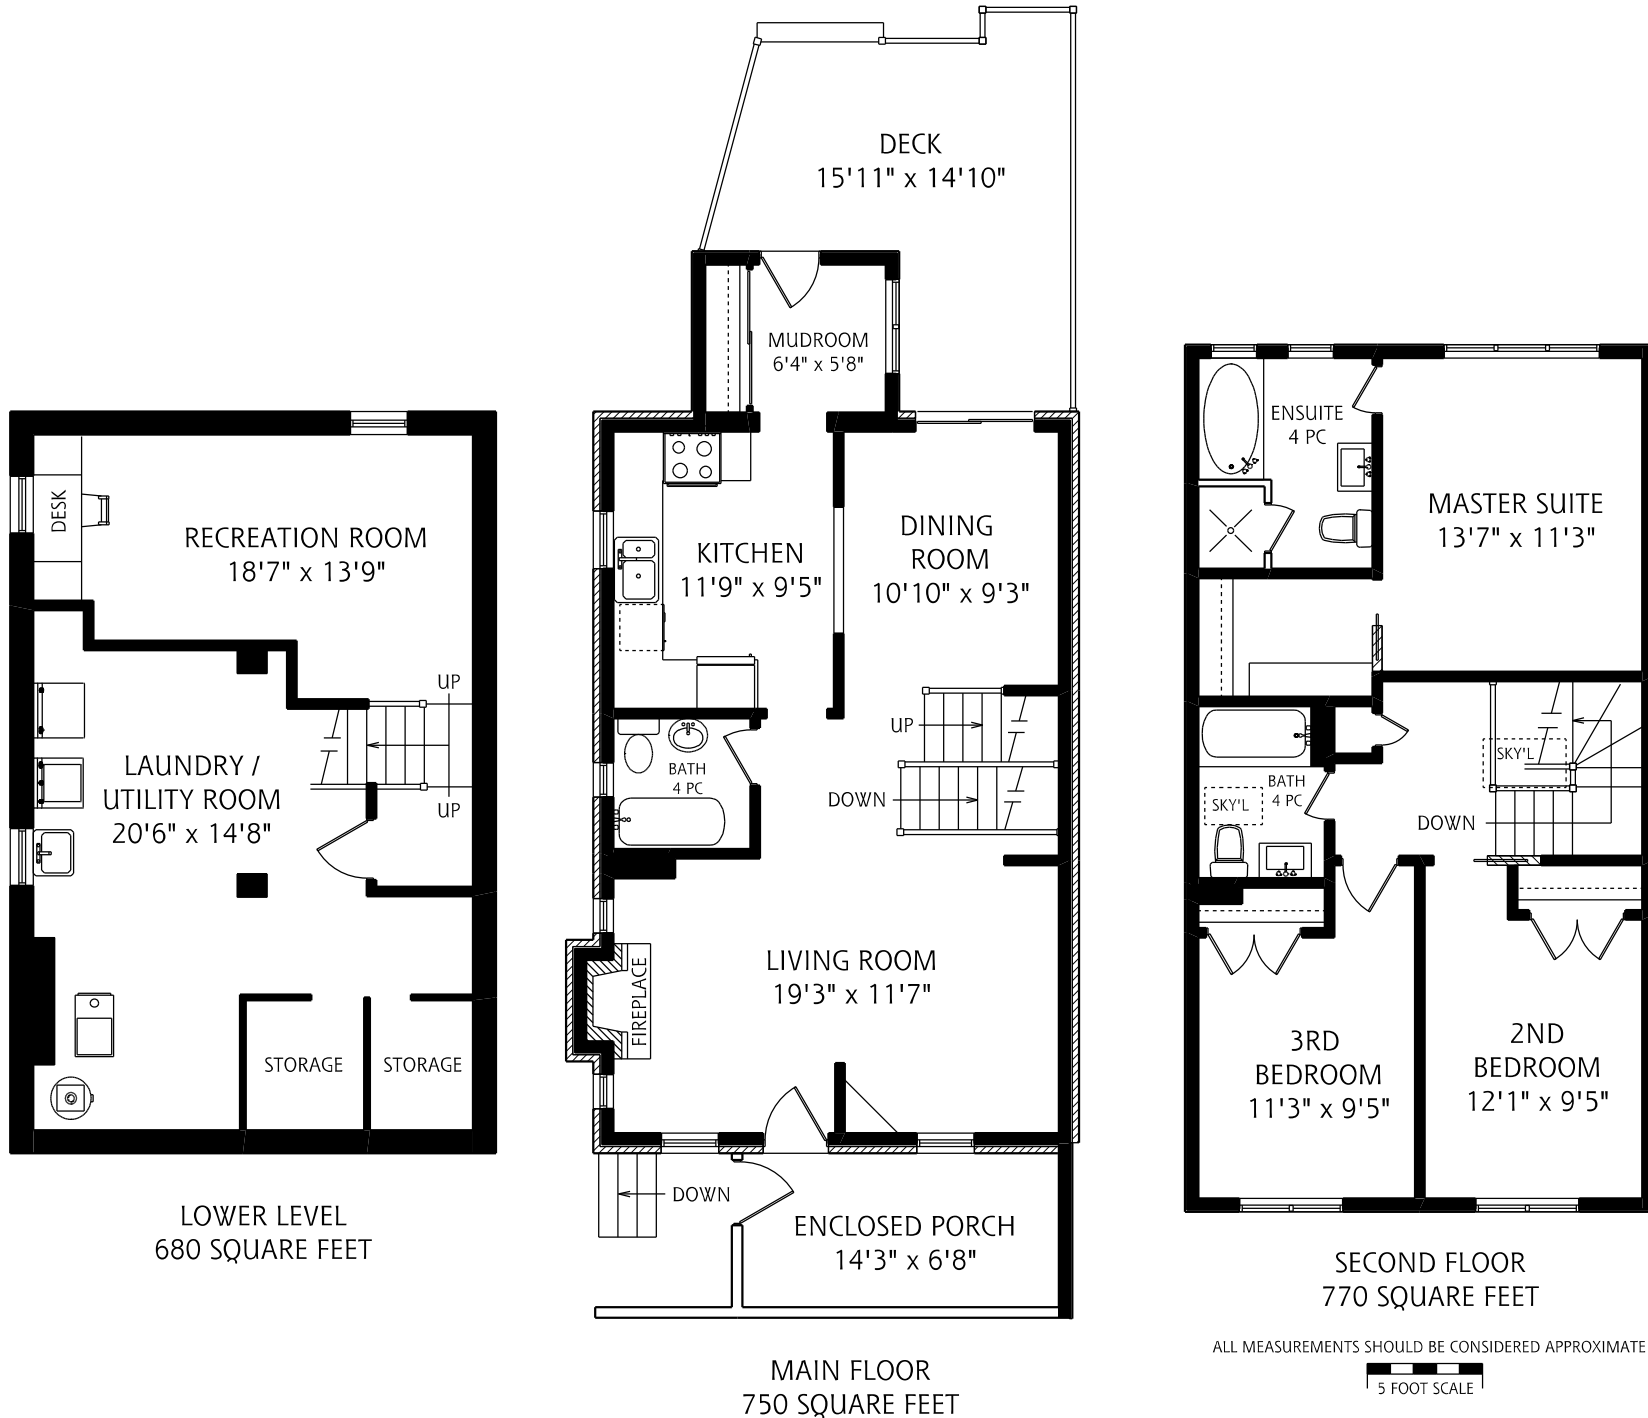 DESK
RECREATION ROOM
18'7" x 13'9"
UP
LAUNDRY /
UTILITY ROOM
20'6" x 14'8"
UP
STORAGE
STORAGE
LOWER LEVEL
680 SQUARE FEET
DECK
15'11" x 14'10"
MUDROOM
6'4" x 5'8"
KITCHEN
11'9" x 9'5"
DINING
ROOM
10'10" x 9'3"
UP
BATH
4 PC
DOWN
LIVING ROOM
19'3" x 11'7"
FIREPLACE
DOWN
ENCLOSED PORCH
14'3" x 6'8"
MAIN FLOOR
750 SQUARE FEET
ENSUITE
4 PC
MASTER SUITE
13'7" x 11'3"
SKY'L
BATH
4 PC
SKY'L
DOWN
3RD
BEDROOM
11'3" x 9'5"
2ND
BEDROOM
12'1" x 9'5"
SECOND FLOOR
770 SQUARE FEET
ALL MEASUREMENTS SHOULD BE CONSIDERED APPROXIMATE
5 FOOT SCALE